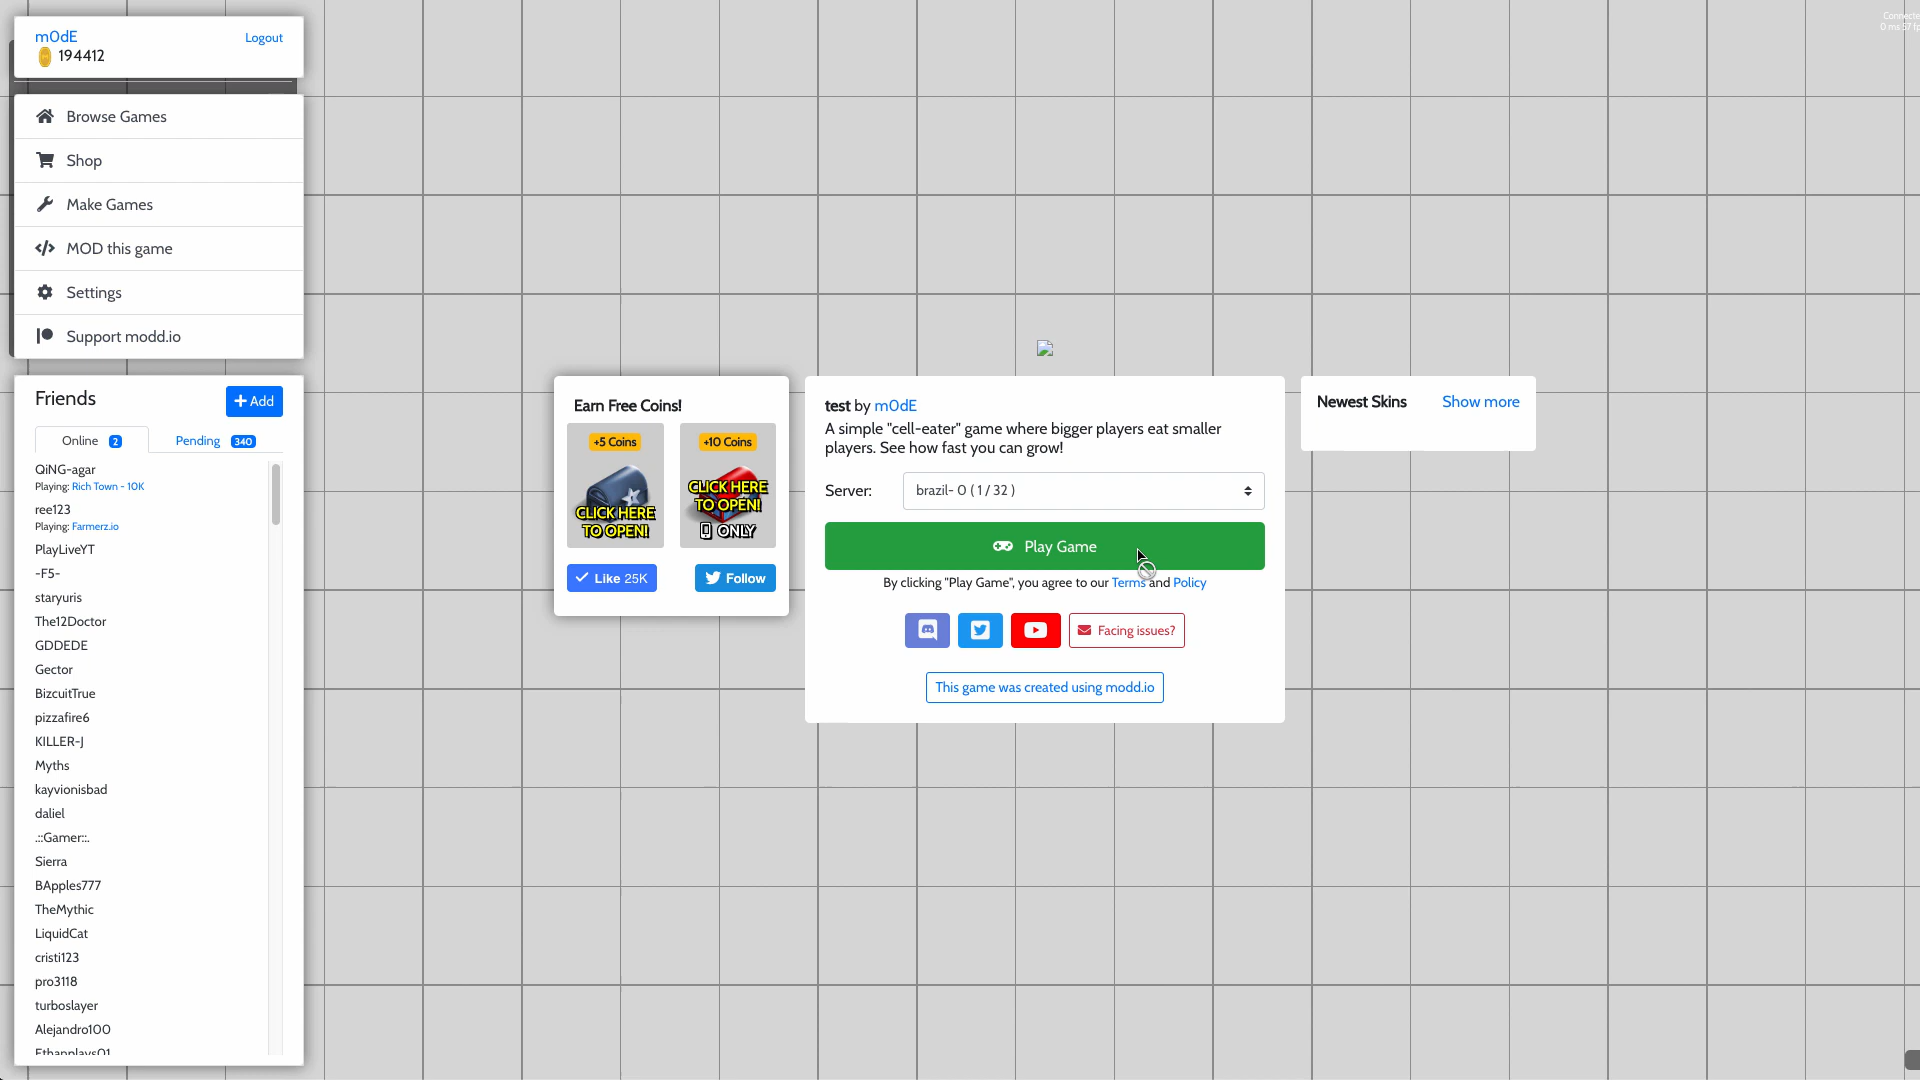 m0dE
Logout
194412
Browse Games
Shop
Make Games
MOD this game
Settings
Support modd.io
Friends
Add
Online 2
Pending 340
QiNG-agar
Playing: Rich Town - 10K
ree123
Playing: Farmerz.io
PlayLiveYT
-F5-
staryuris
The12Doctor
GDDEDE
Gector
BizcuitTrue
pizzafire6
KILLER-J
Myths
kayvionisbad
daliel
.::Gamer::.
Sierra
BApples777
TheMythic
LiquidCat
cristi123
pro3118
turboslayer
Alejandro100
Ethanplays01
Earn Free Coins!
+5 Coins
CLICK HERE
TO OPEN!
+10 Coins
CLICK HERE
TO OPEN!
ONLY
Like 25K
Follow
test by m0dE
A simple "cell-eater" game where bigger players eat smaller
players. See how fast you can grow!
Server:
brazil- 0 ( 1 / 32 )
Play Game
By clicking "Play Game", you agree to our Terms and Policy
Facing issues?
This game was created using modd.io
Newest Skins
Show more
0 ms 57